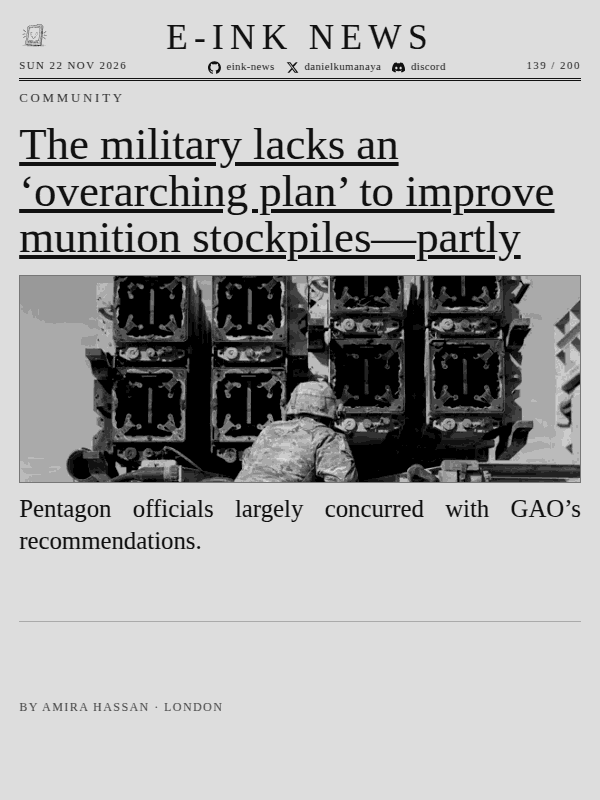 E-INK NEWS
SUN 22 NOV 2026
eink-news danielkumanaya discord
139 / 200
COMMUNITY
The military lacks an
‘overarching plan’ to improve
munition stockpiles—partly
Pentagon officials largely concurred with GAO’s
recommendations.
BY AMIRA HASSAN · LONDON